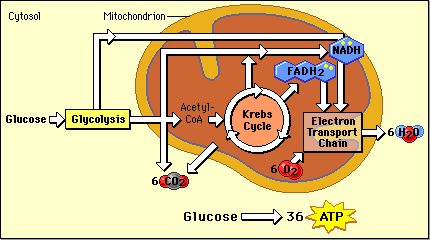 Cytosol
Mitochondrion
NADH
FADH2
Acetyl-
CoA
Glucose
Glycolysis
Krebs
Cycle
Electron
Transport
Chain
6 H2O
6 CO2
6 O2
Glucose 36 ATP